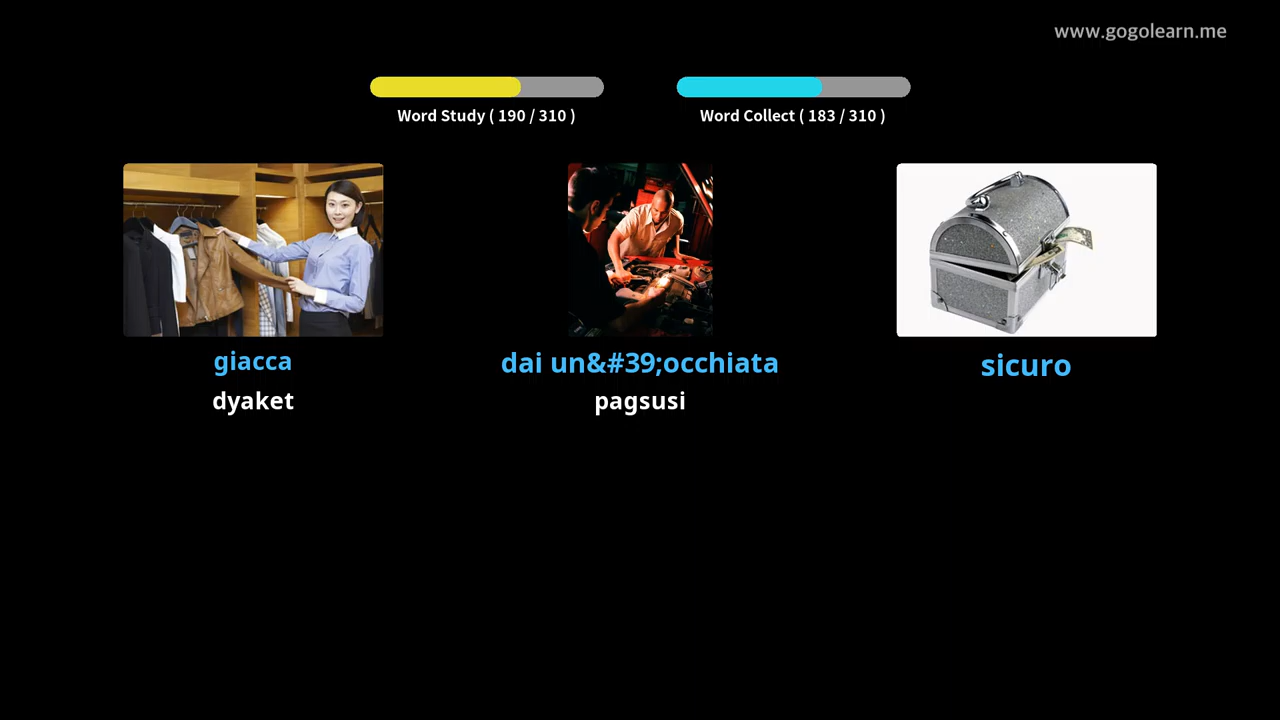 www.gogolearn.me
Word Study ( 190 / 310 )
Word Collect ( 183 / 310 )
giacca
dai un&#39;occhiata
sicuro
dyaket
pagsusi